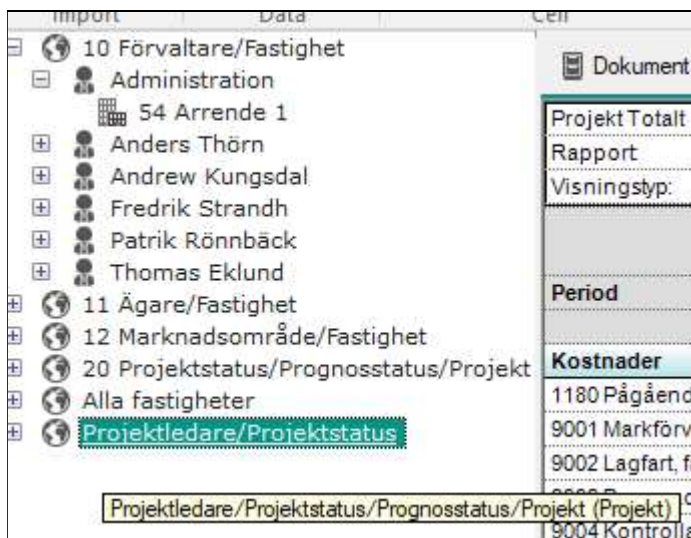 Import Data Cell
10 Förvaltare/Fastighet
Administration
54 Arrende 1
Anders Thörn
Andrew Kungsdal
Fredrik Strandh
Patrik Rönnbäck
Thomas Eklund
11 Ägare/Fastighet
12 Marknadsområde/Fastighet
20 Projektstatus/Prognosstatus/Projekt
Alla fastigheter
Projektledare/Projektstatus
Projektledare/Projektstatus/Prognosstatus/Projekt (Projekt)
Dokument
Projekt Totalt
Rapport
Visningstyp:
Period
Kostnader
1180 Pågåend
9001 Markförv
9002 Lagfart, f
9004 Kontrolla